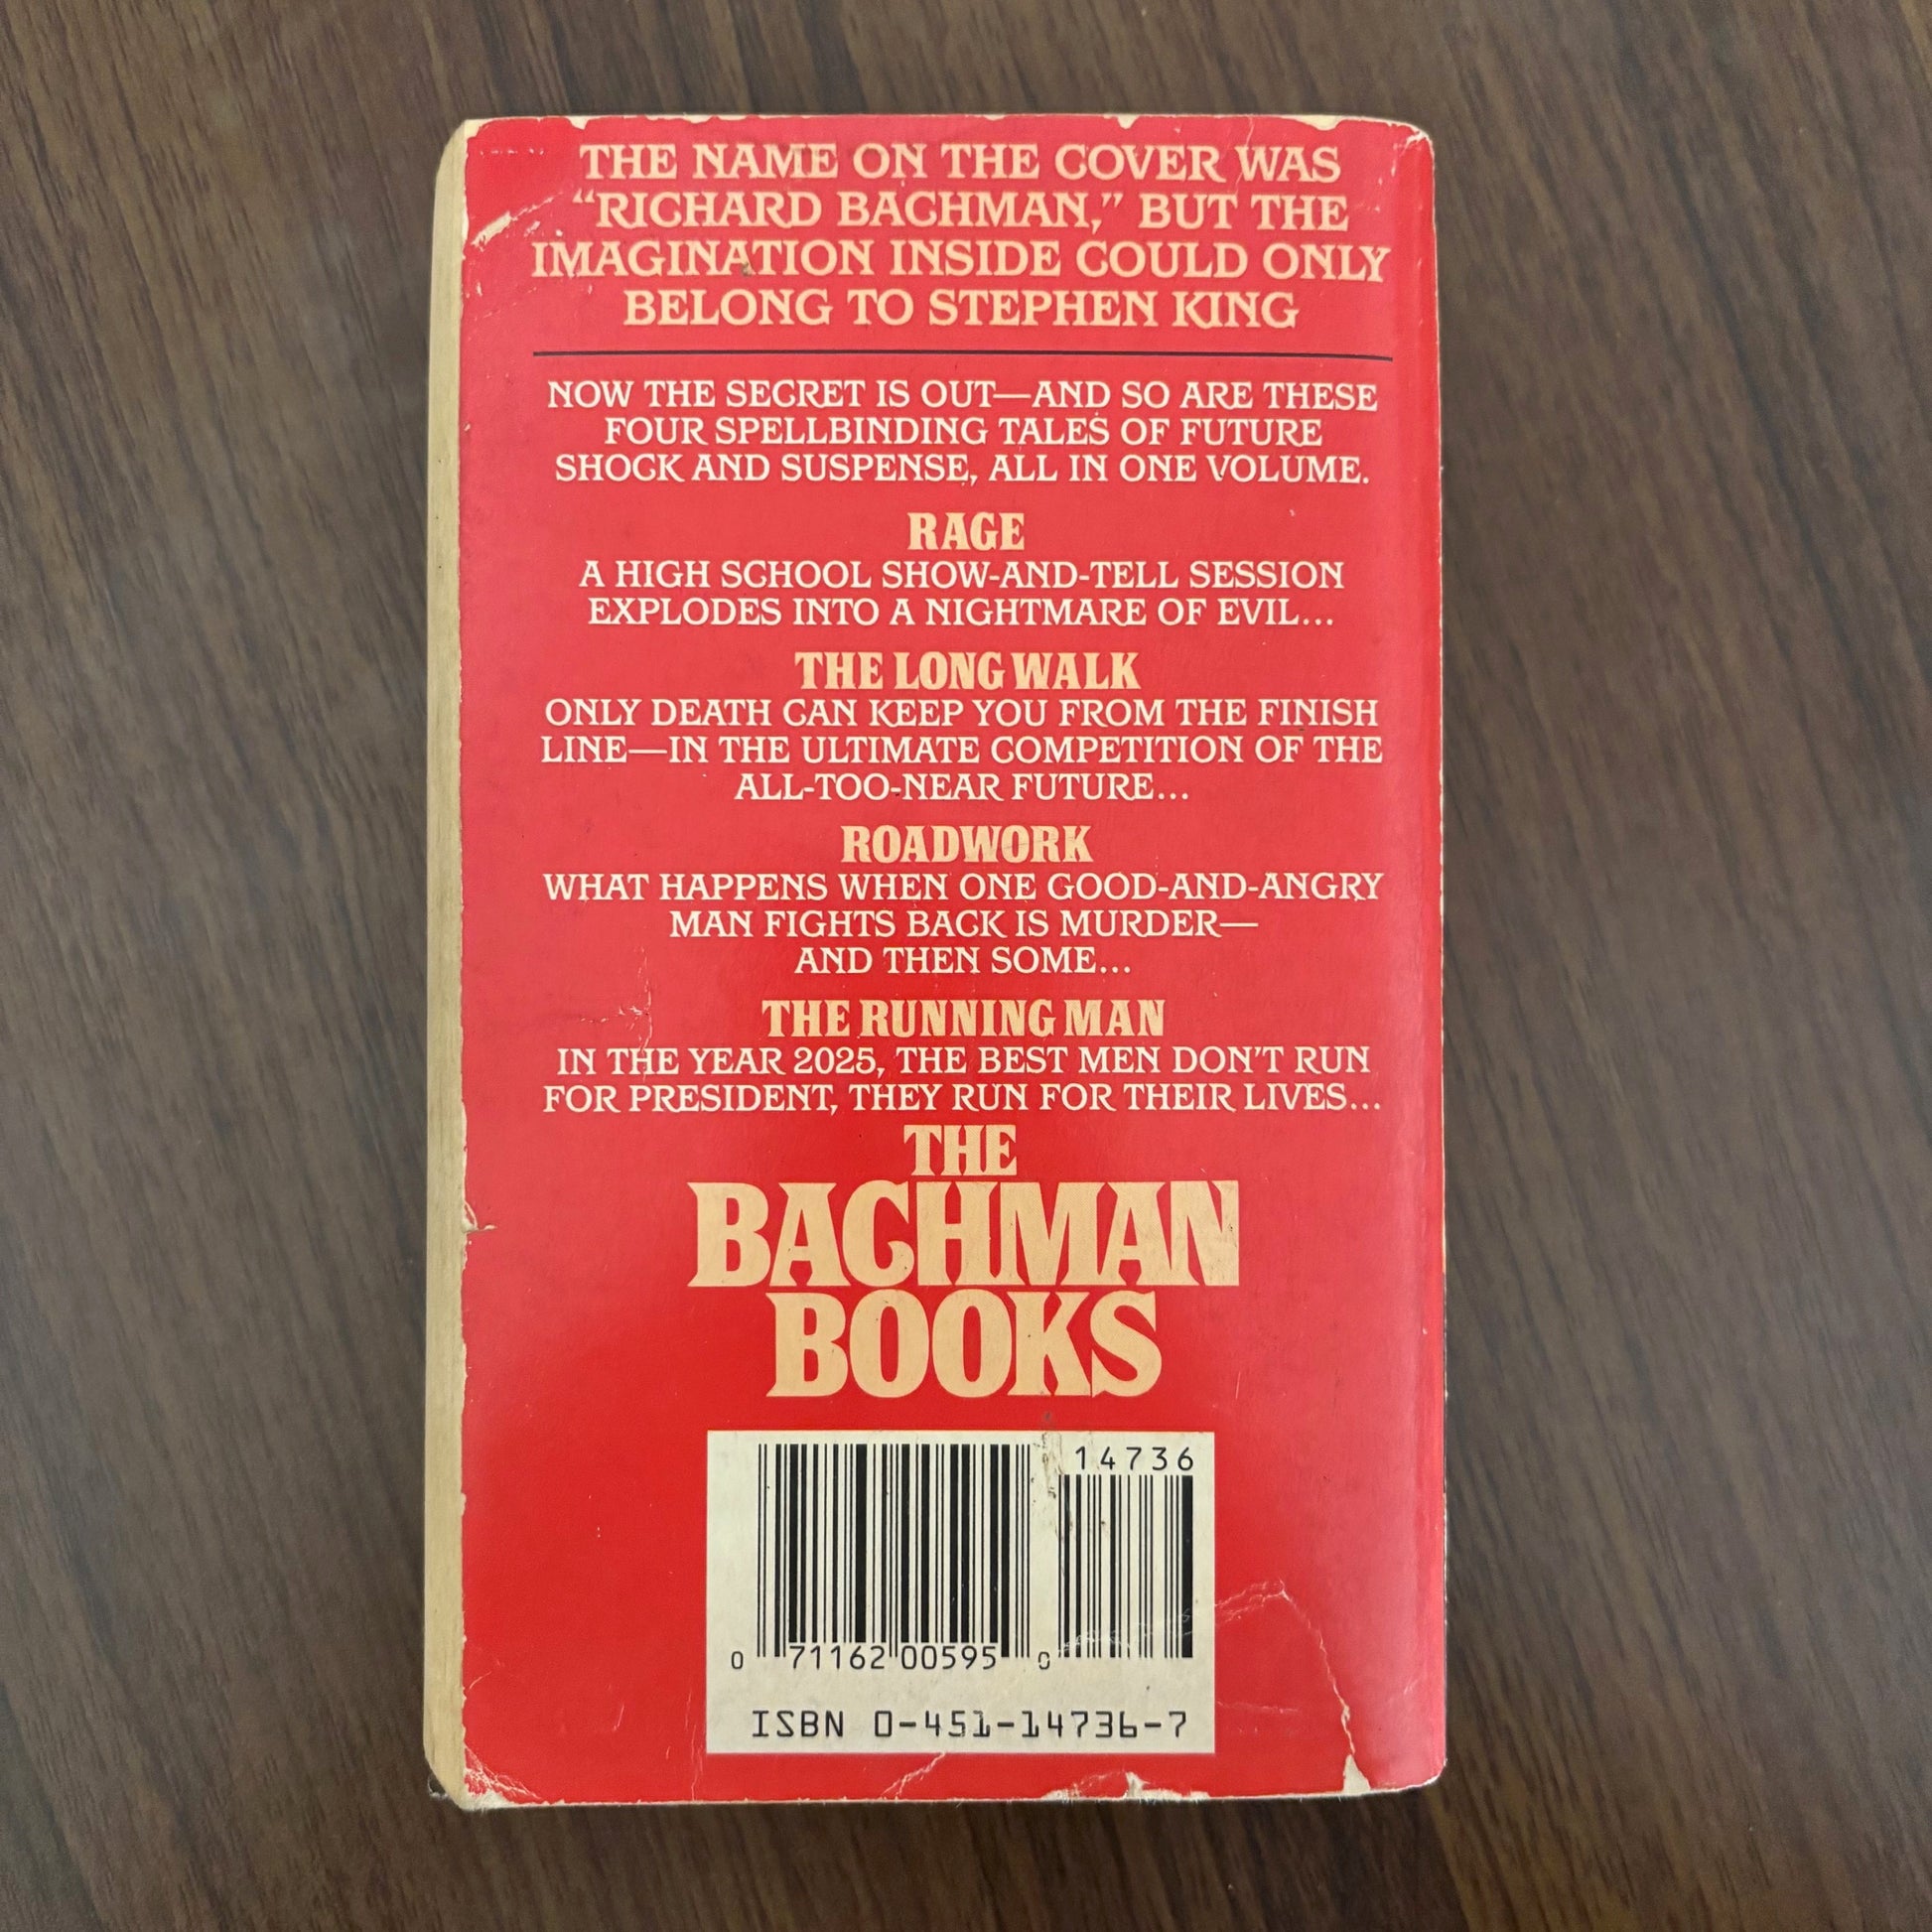 THE NAME ON THE COVER WAS
“RICHARD BACHMAN,” BUT THE
IMAGINATION INSIDE COULD ONLY
BELONG TO STEPHEN KING
NOW THE SECRET IS OUT—AND SO ARE THESE
FOUR SPELLBINDING TALES OF FUTURE
SHOCK AND SUSPENSE, ALL IN ONE VOLUME.
RAGE
A HIGH SCHOOL SHOW-AND-TELL SESSION
EXPLODES INTO A NIGHTMARE OF EVIL...
THE LONG WALK
ONLY DEATH CAN KEEP YOU FROM THE FINISH
LINE—IN THE ULTIMATE COMPETITION OF THE
ALL-TOO-NEAR FUTURE...
ROADWORK
WHAT HAPPENS WHEN ONE GOOD-AND-ANGRY
MAN FIGHTS BACK IS MURDER—
AND THEN SOME...
THE RUNNING MAN
IN THE YEAR 2025, THE BEST MEN DON'T RUN
FOR PRESIDENT, THEY RUN FOR THEIR LIVES...
THE
BACHMAN
BOOKS
14736
0 71162 00595 0
ISBN 0-451-14736-7